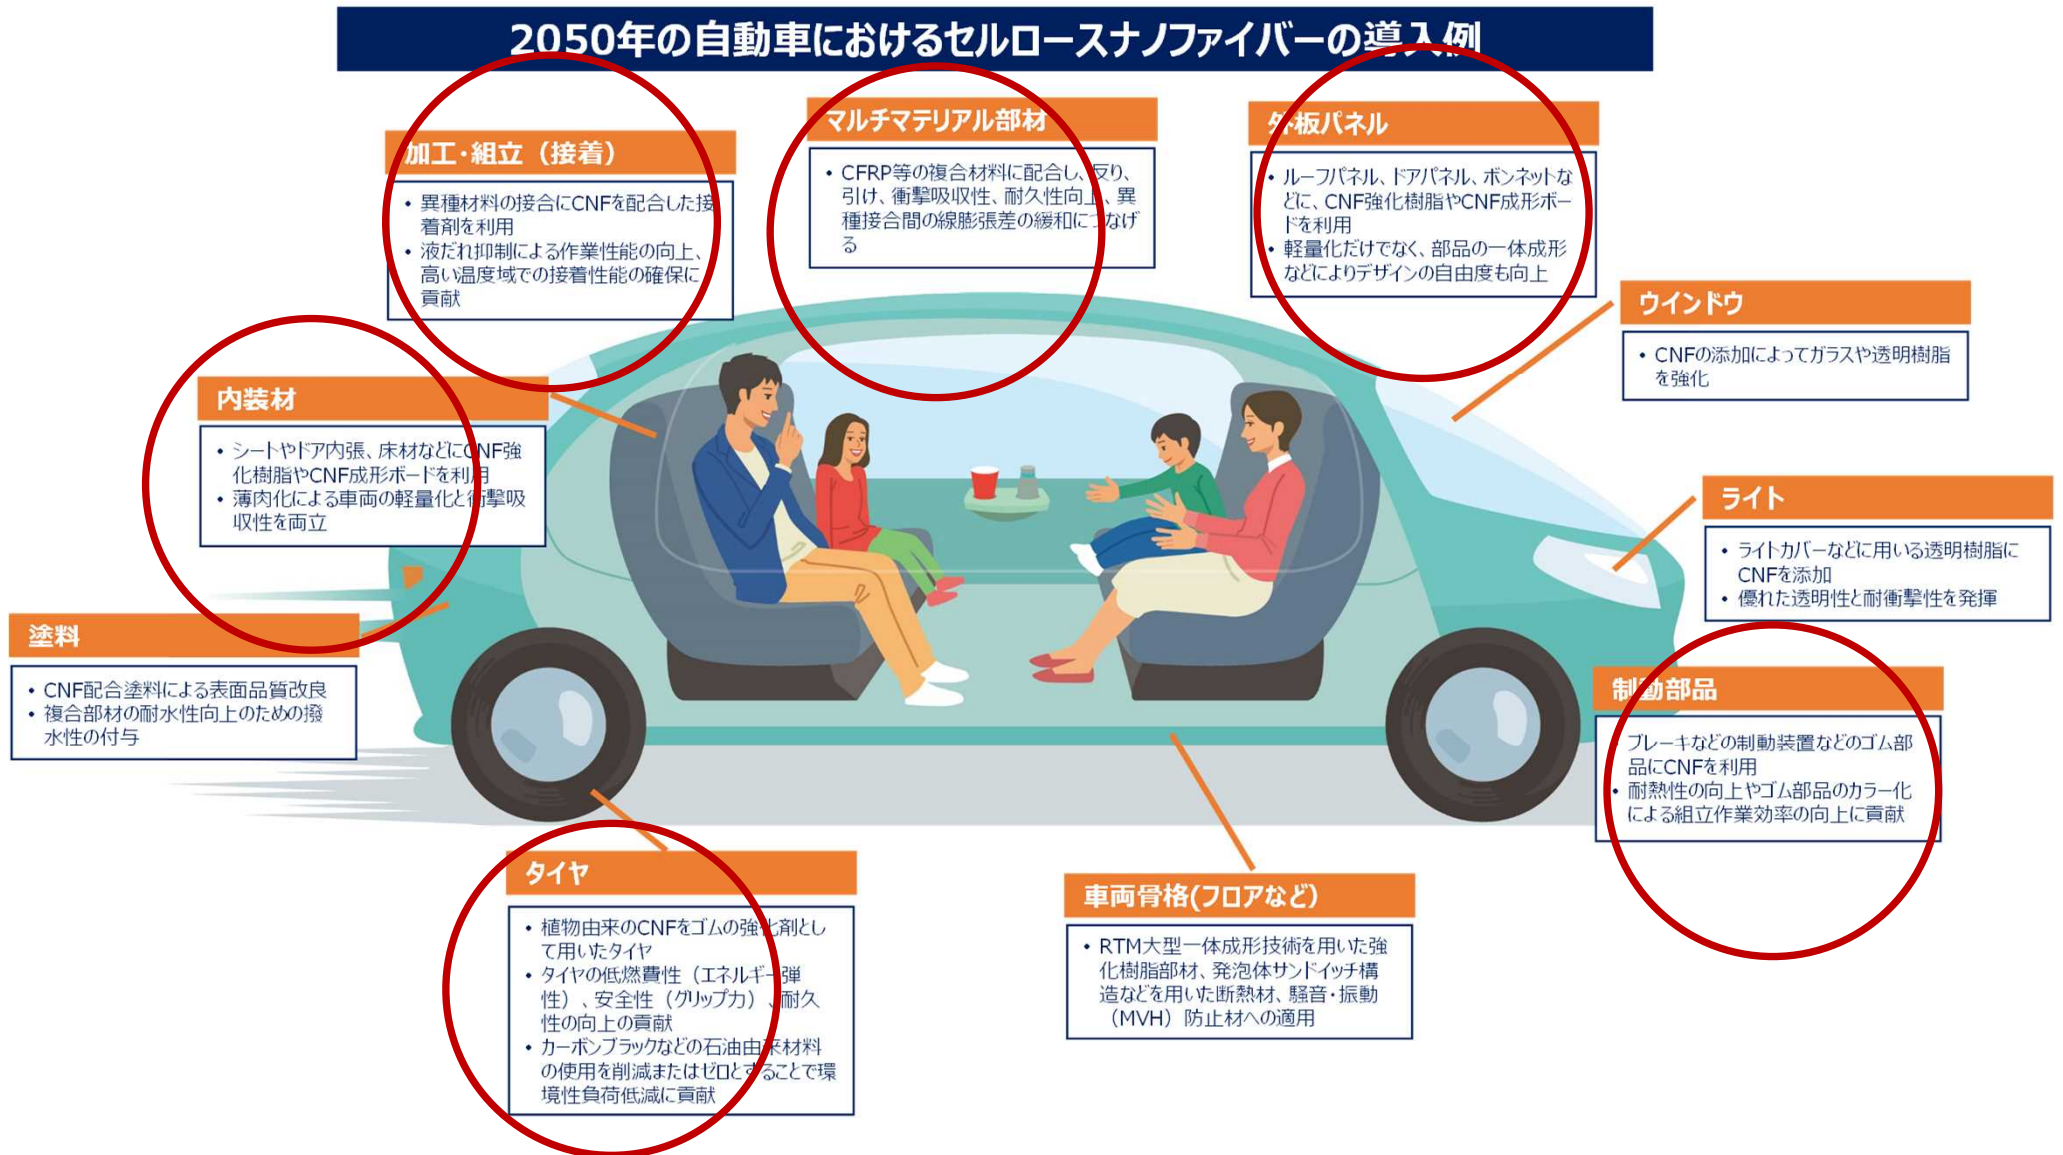 2050年の自動車におけるセルロースナノファイバーの導入例
加工・組立（接着）
・異種材料の接合にCNFを配合した接
着剤を利用
・液だれ抑制による作業性能の向上、
高い温度域での接着性能の確保に
貢献
マルチマテリアル部材
・CFRP等の複合材料に配合し、反り、
引け、衝撃吸収性、耐久性向上、異
種接合間の線膨張差の緩和につなげ
る
外板パネル
・ルーフパネル、ドアパネル、ボンネットな
どに、CNF強化樹脂やCNF成形ボー
ドを利用
・軽量化だけでなく、部品の一体成形
などによりデザインの自由度も向上
ウインドウ
・CNFの添加によってガラスや透明樹脂
を強化
内装材
・シートやドア内張、床材などにCNF強
化樹脂やCNF成形ボードを利用
・薄肉化による車両の軽量化と衝撃吸
収性を両立
ライト
・ライトカバーなどに用いる透明樹脂に
CNFを添加
・優れた透明性と耐衝撃性を発揮
塗料
・CNF配合塗料による表面品質改良
・複合部材の耐水性向上のための撥
水性の付与
制動部品
・ブレーキなどの制動装置などのゴム部
品にCNFを利用
・耐熱性の向上やゴム部品のカラー化
による組立作業効率の向上に貢献
タイヤ
・植物由来のCNFをゴムの強化剤とし
て用いたタイヤ
・タイヤの低燃費性（エネルギー弾
性）、安全性（グリップ力）、耐久
性の向上の貢献
・カーボンブラックなどの石油由来材料
の使用を削減またはゼロとすることで環
境性負荷低減に貢献
車両骨格(フロアなど)
・RTM大型一体成形技術を用いた強
化樹脂部材、発泡体サンドイッチ構
造などを用いた断熱材、騒音・振動
（MVH）防止材への適用